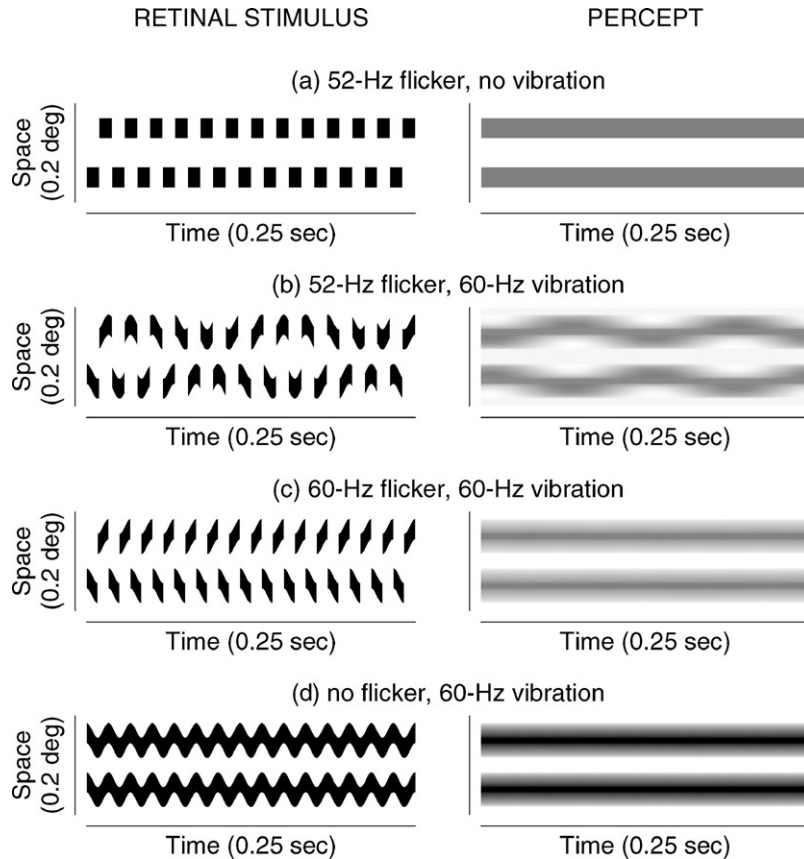 RETINAL STIMULUS
PERCEPT
(a) 52-Hz flicker, no vibration
Space
(0.2 deg)
Time (0.25 sec)
Time (0.25 sec)
(b) 52-Hz flicker, 60-Hz vibration
Space
(0.2 deg)
Time (0.25 sec)
Time (0.25 sec)
(c) 60-Hz flicker, 60-Hz vibration
Space
(0.2 deg)
Time (0.25 sec)
Time (0.25 sec)
(d) no flicker, 60-Hz vibration
Space
(0.2 deg)
Time (0.25 sec)
Time (0.25 sec)